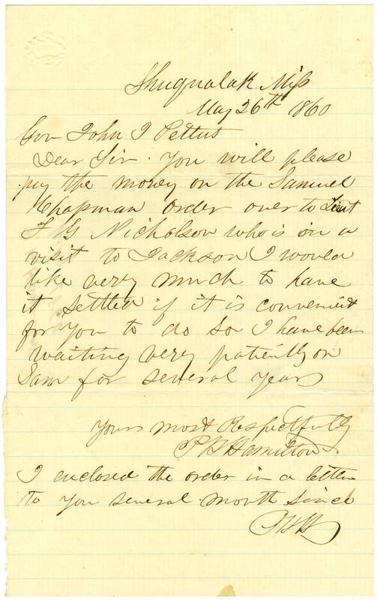 Shuqualak Miss
May 26th 1860
Gov John J Pettus
Dear Sir. You will please
pay the money on the Samuel
Chapman order over to Lieut
F G Nicholson who is on a
visit to Jackson I would
like very much to have
it settled if it is convenient
for you to do so I have been
waiting very patiently on
Sam for several years
Yours most Respectfully
P H Hamilton
I enclosed the order in a letter
to you several month since
PHH